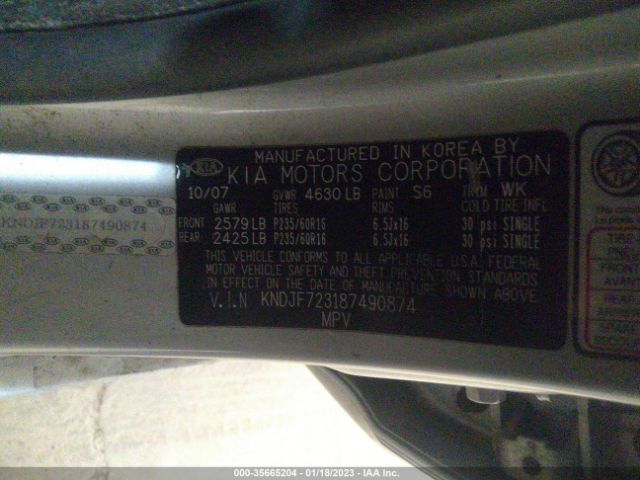 MANUFACTURED IN KOREA BY
KIA KIA MOTORS CORPORATION
10/07 GVWR 4630 LB PAINT S6 TRIM WK
GAWR TIRES RIMS COLD TIRE INFL
FRONT 2579 LB P235/60R16 6.5Jx16 30 psi SINGLE
REAR 2425 LB P235/60R16 6.5Jx16 30 psi SINGLE
THIS VEHICLE CONFORMS TO ALL APPLICABLE U.S.A. FEDERAL
MOTOR VEHICLE SAFETY AND THEFT PREVENTION STANDARDS
IN EFFECT ON THE DATE OF MANUFACTURE SHOWN ABOVE.
V.I.N KNDJF723187490874
MPV
KNDJF723187490874
000-35665204 - 01/18/2023 - IAA Inc.